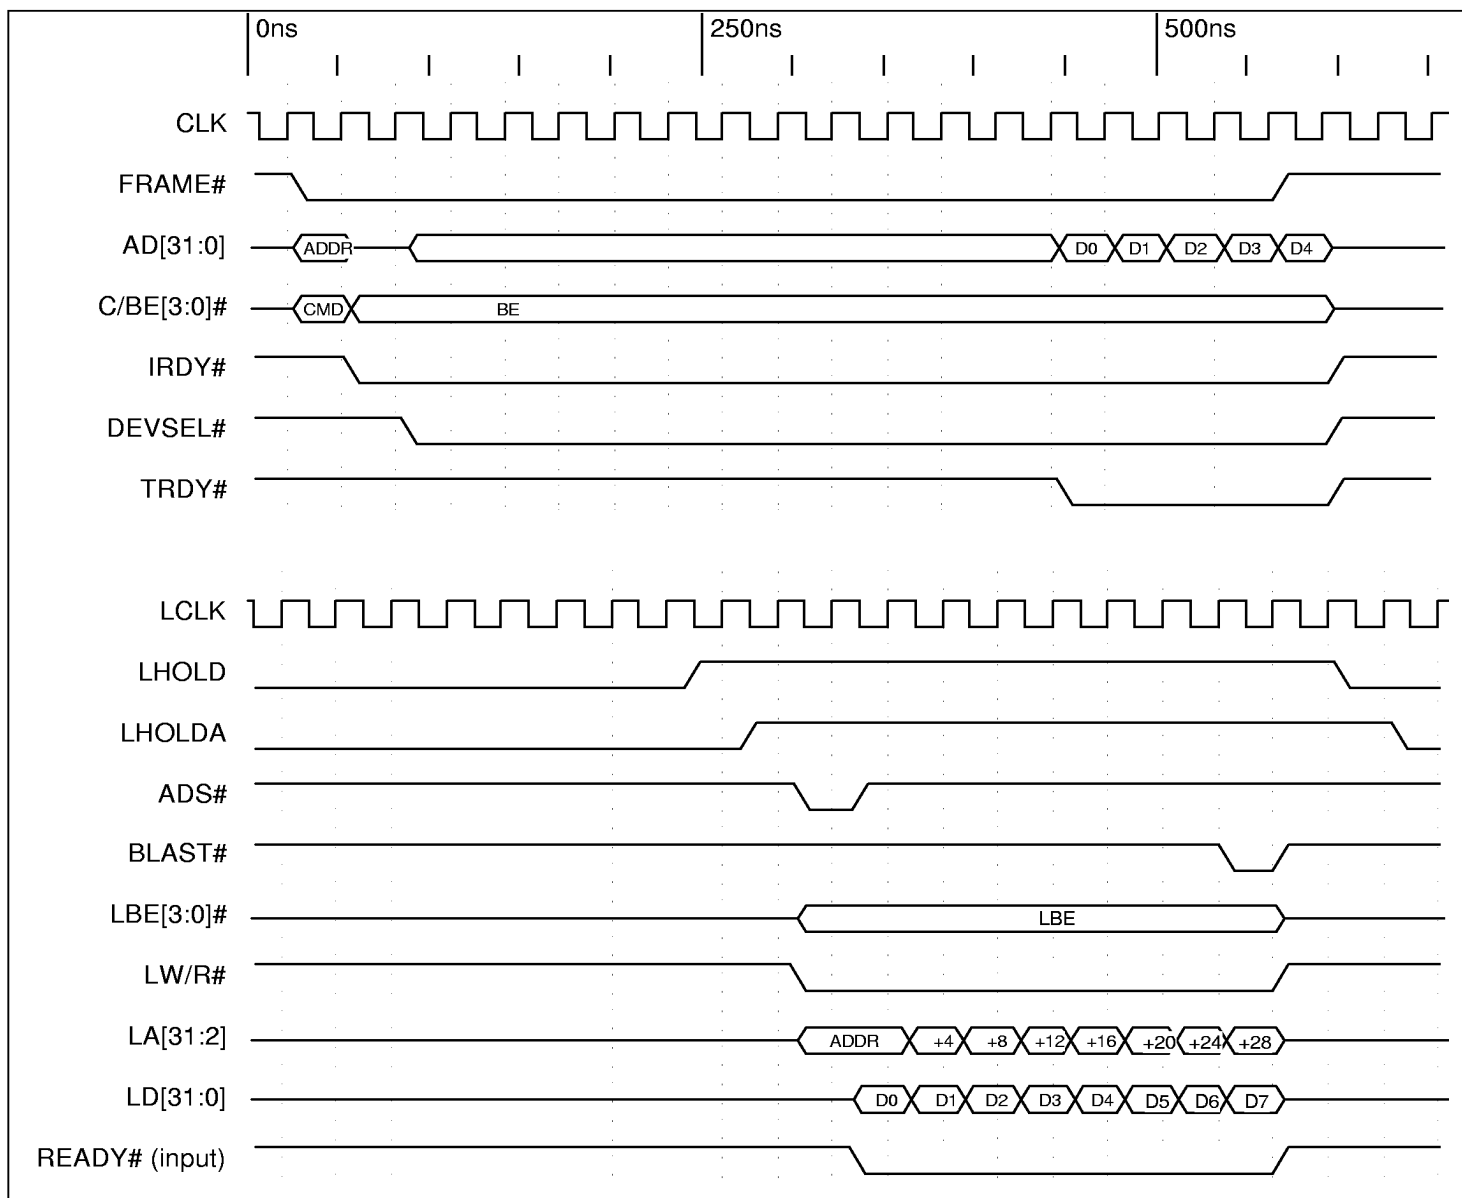 0ns 250ns 500ns
CLK
FRAME#
AD[31:0] ADDR D0 D1 D2 D3 D4
C/BE[3:0]# CMD BE
IRDY#
DEVSEL#
TRDY#
LCLK
LHOLD
LHOLDA
ADS#
BLAST#
LBE[3:0]# LBE
LW/R#
LA[31:2] ADDR +4 +8 +12 +16 +20 +24 +28
LD[31:0] D0 D1 D2 D3 D4 D5 D6 D7
READY# (input)